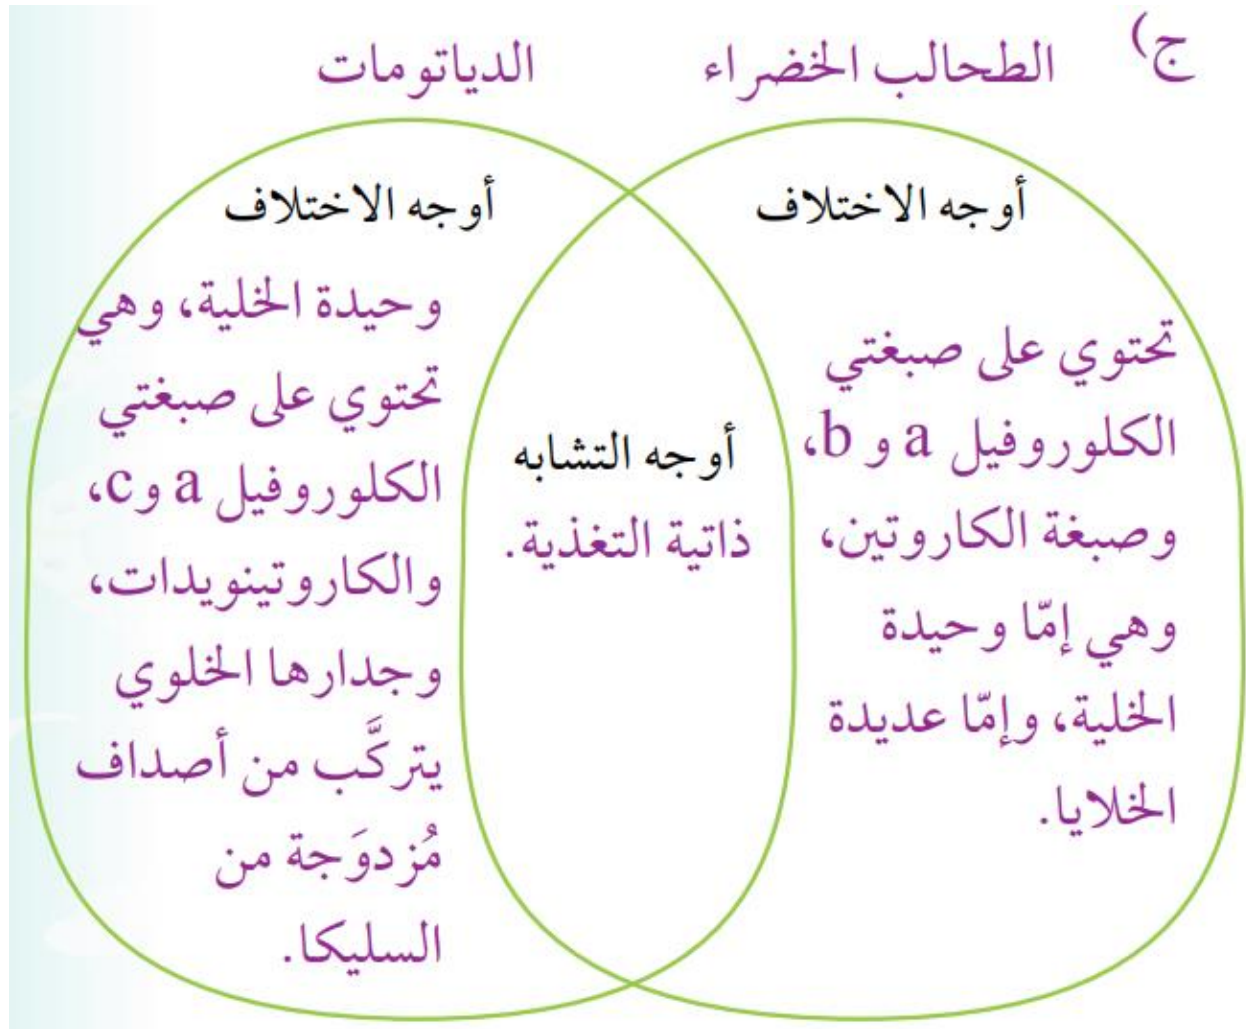 ج) الطحالب الخضراء الدياتومات
أوجه الاختلاف
تحتوي على صبغتي
الكلوروفيل a و b،
وصبغة الكاروتين،
وهي إمّا وحيدة
الخلية، وإمّا عديدة
الخلايا.
أوجه التشابه
ذاتية التغذية.
أوجه الاختلاف
وحيدة الخلية، وهي
تحتوي على صبغتي
الكلوروفيل a وc،
والكاروتينويدات،
وجدارها الخلوي
يتركَّب من أصداف
مُزدوَجة من
السليكا.